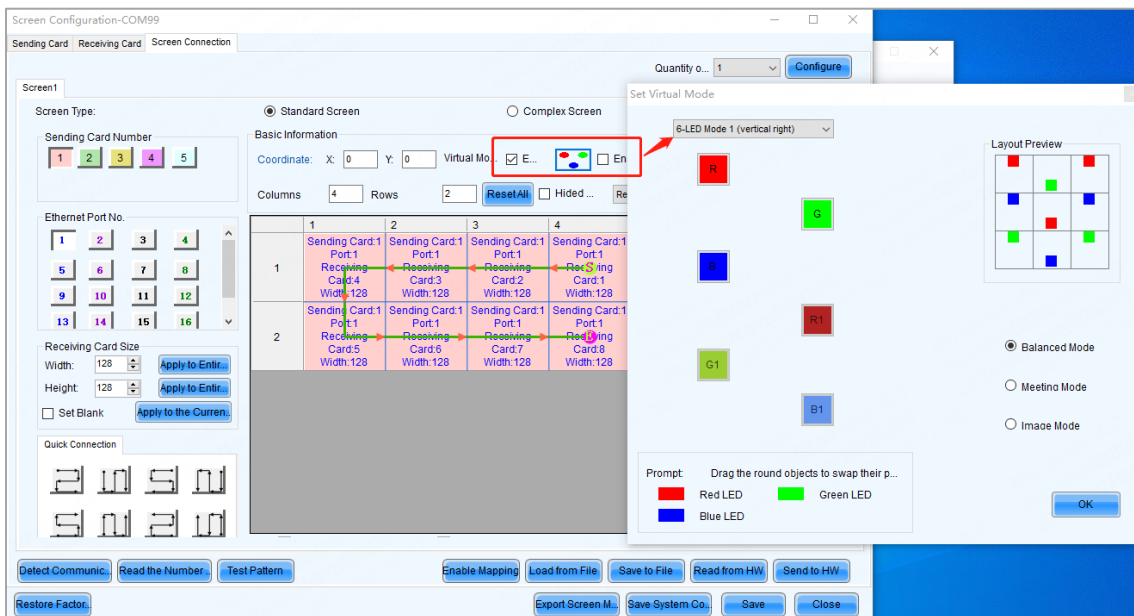 Screen Configuration-COM99
Sending Card Receiving Card Screen Connection
Quantity o... 1 Configure
Screen1
Screen Type: Standard Screen Complex Screen
Sending Card Number
1 2 3 4 5
Basic Information
Coordinate: X: 0 Y: 0 Virtual Mo... E... En
Columns 4 Rows 2 Reset All Hided ... Re
Ethernet Port No.
1 2 3 4
5 6 7 8
9 10 11 12
13 14 15 16
1 2 3 4
1
Sending Card:1 Sending Card:1 Sending Card:1 Sending Card:1
Port:1 Port:1 Port:1 Port:1
Receiving Receiving Receiving Receiving
S
Card:4 Card:3 Card:2 Card:1
Width:128 Width:128 Width:128 Width:128
2
Sending Card:1 Sending Card:1 Sending Card:1 Sending Card:1
Port:1 Port:1 Port:1 Port:1
Receiving Receiving Receiving Receiving
E
Card:5 Card:6 Card:7 Card:8
Width:128 Width:128 Width:128 Width:128
Receiving Card Size
Width: 128 Apply to Entir...
Height: 128 Apply to Entir...
Set Blank Apply to the Curren...
Quick Connection
Detect Communic... Read the Number... Test Pattern Enable Mapping Load from File Save to File Read from HW Send to HW
Restore Factor... Export Screen M... Save System Co... Save Close
Set Virtual Mode
6-LED Mode 1 (vertical right)
R
G
B
R1
G1
B1
Layout Preview
Balanced Mode
Meeting Mode
Image Mode
Prompt: Drag the round objects to swap their p...
Red LED Green LED
Blue LED
OK